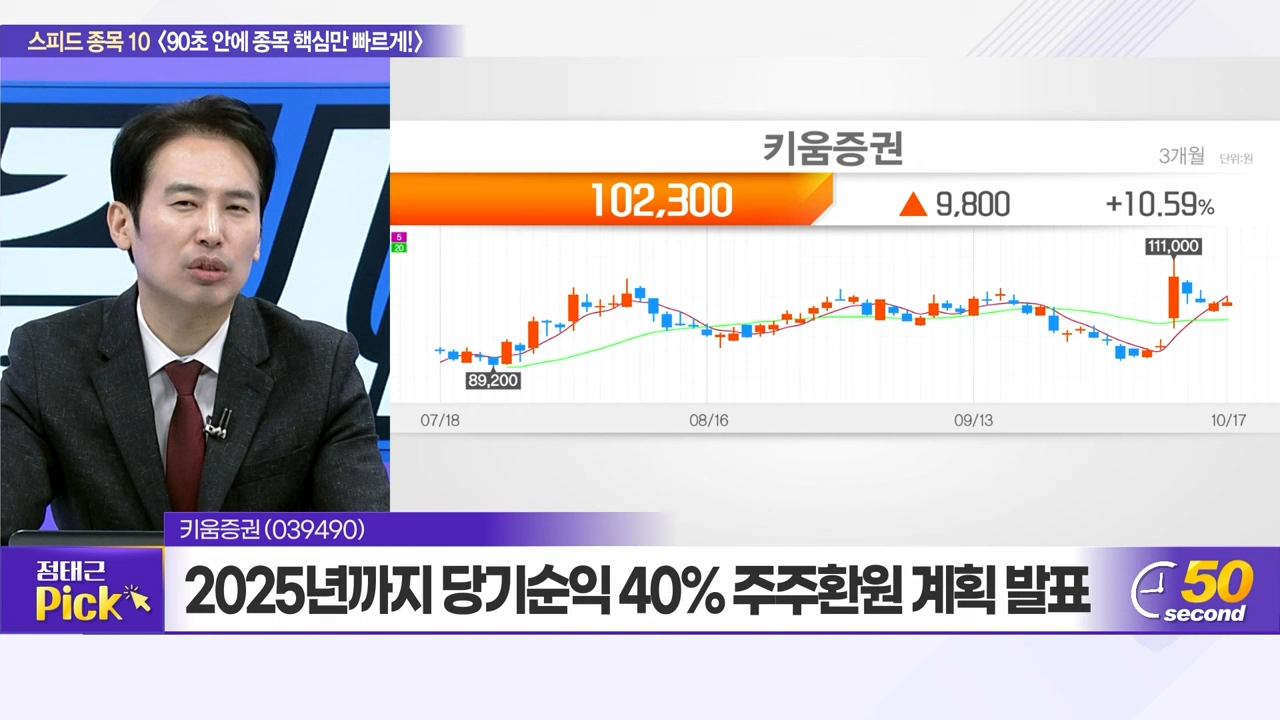 스피드 종목 10 〈90초 안에 종목 핵심만 빠르게!〉
키움증권
3개월 단위:원
102,300 ▲ 9,800 +10.59%
5
20
111,000
89,200
07/18 08/16 09/13 10/17
키움증권 (039490)
점태근
Pick
2025년까지 당기순익 40% 주주환원 계획 발표
50
second